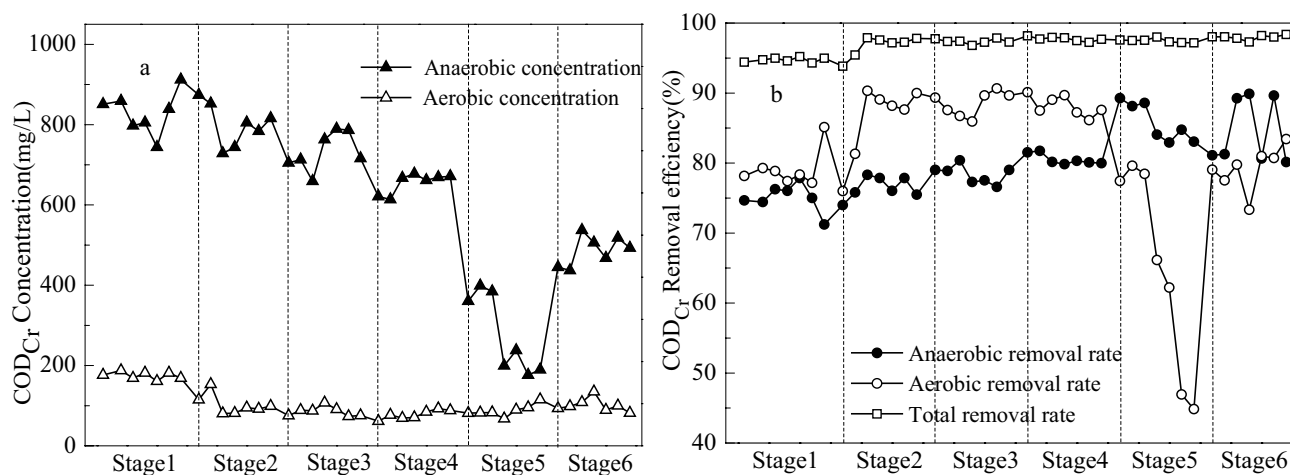 1000
800
600
400
200
0
CODCr Concentration(mg/L)
a
Anaerobic concentration
Aerobic concentration
Stage1 Stage2 Stage3 Stage4 Stage5 Stage6
100
90
80
70
60
50
40
CODCr Removal effciency(%)
b
Anaerobic removal rate
Aerobic removal rate
Total removal rate
Stage1 Stage2 Stage3 Stage4 Stage5 Stage6